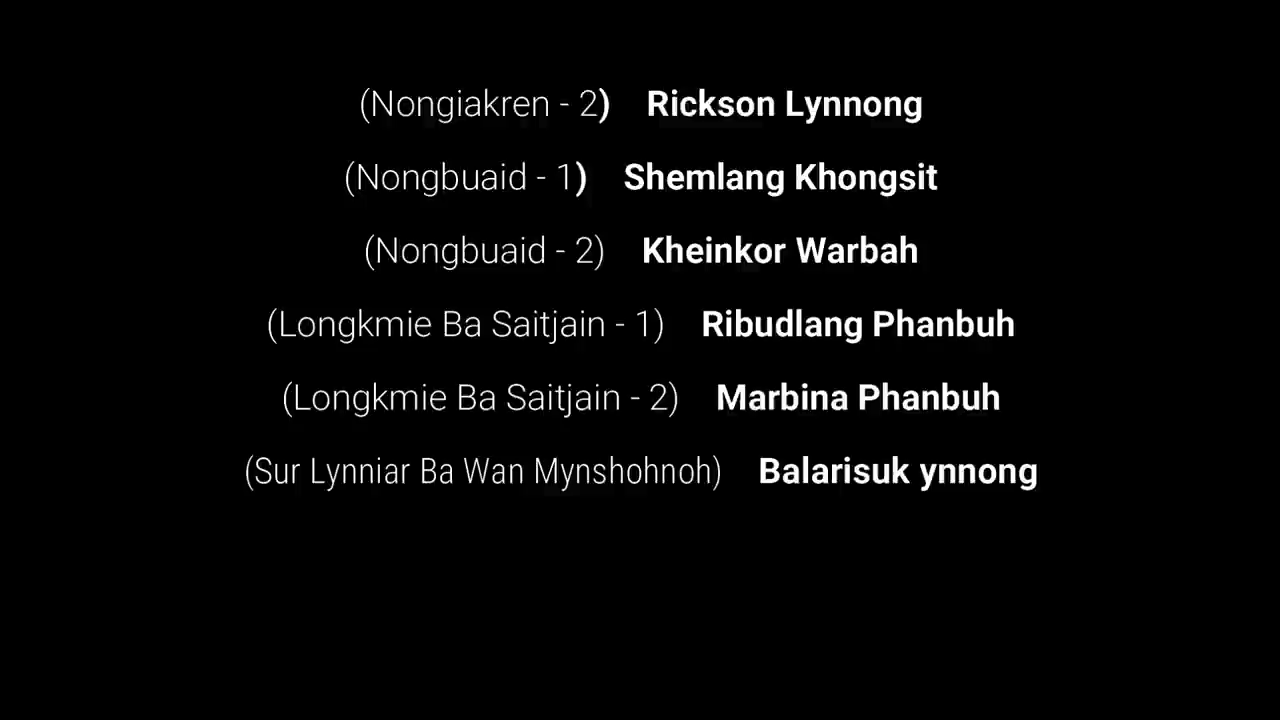 (Nongiakren - 2) Rickson Lynnong
(Nongbuaid - 1) Shemlang Khongsit
(Nongbuaid - 2) Kheinkor Warbah
(Longkmie Ba Saitjain - 1) Ribudlang Phanbuh
(Longkmie Ba Saitjain - 2) Marbina Phanbuh
(Sur Lynniar Ba Wan Mynshohnoh) Balarisuk ynnong